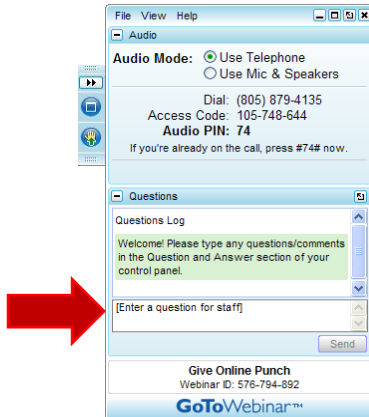 File View Help
Audio
Audio Mode: Use Telephone
Use Mic & Speakers
Dial: (805) 879-4135
Access Code: 105-748-644
Audio PIN: 74
If you're already on the call, press #74# now.
Questions
Questions Log
Welcome! Please type any questions/comments
in the Question and Answer section of your
control panel.
[Enter a question for staff]
Send
Give Online Punch
Webinar ID: 576-794-892
GoToWebinar™